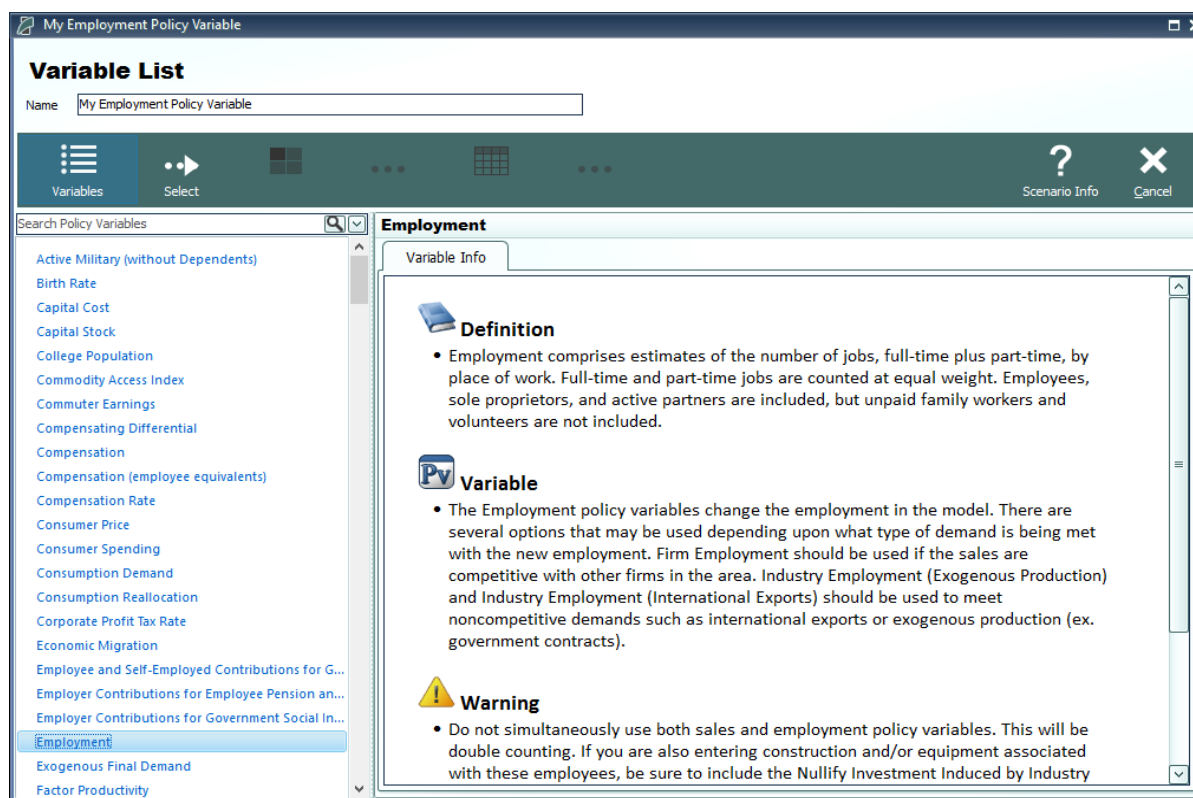 My Employment Policy Variable
Variable List
Name My Employment Policy Variable
Variables
Select
Scenario Info
Cancel
Search Policy Variables
Active Military (without Dependents)
Birth Rate
Capital Cost
Capital Stock
College Population
Commodity Access Index
Commuter Earnings
Compensating Differential
Compensation
Compensation (employee equivalents)
Compensation Rate
Consumer Price
Consumer Spending
Consumption Demand
Consumption Reallocation
Corporate Profit Tax Rate
Economic Migration
Employee and Self-Employed Contributions for G...
Employer Contributions for Employee Pension an...
Employer Contributions for Government Social In...
Employment
Exogenous Final Demand
Factor Productivity
Employment
Variable Info
Definition
• Employment comprises estimates of the number of jobs, full-time plus part-time, by
place of work. Full-time and part-time jobs are counted at equal weight. Employees,
sole proprietors, and active partners are included, but unpaid family workers and
volunteers are not included.
Pv Variable
• The Employment policy variables change the employment in the model. There are
several options that may be used depending upon what type of demand is being met
with the new employment. Firm Employment should be used if the sales are
competitive with other firms in the area. Industry Employment (Exogenous Production)
and Industry Employment (International Exports) should be used to meet
noncompetitive demands such as international exports or exogenous production (ex.
government contracts).
Warning
• Do not simultaneously use both sales and employment policy variables. This will be
double counting. If you are also entering construction and/or equipment associated
with these employees, be sure to include the Nullify Investment Induced by Industry